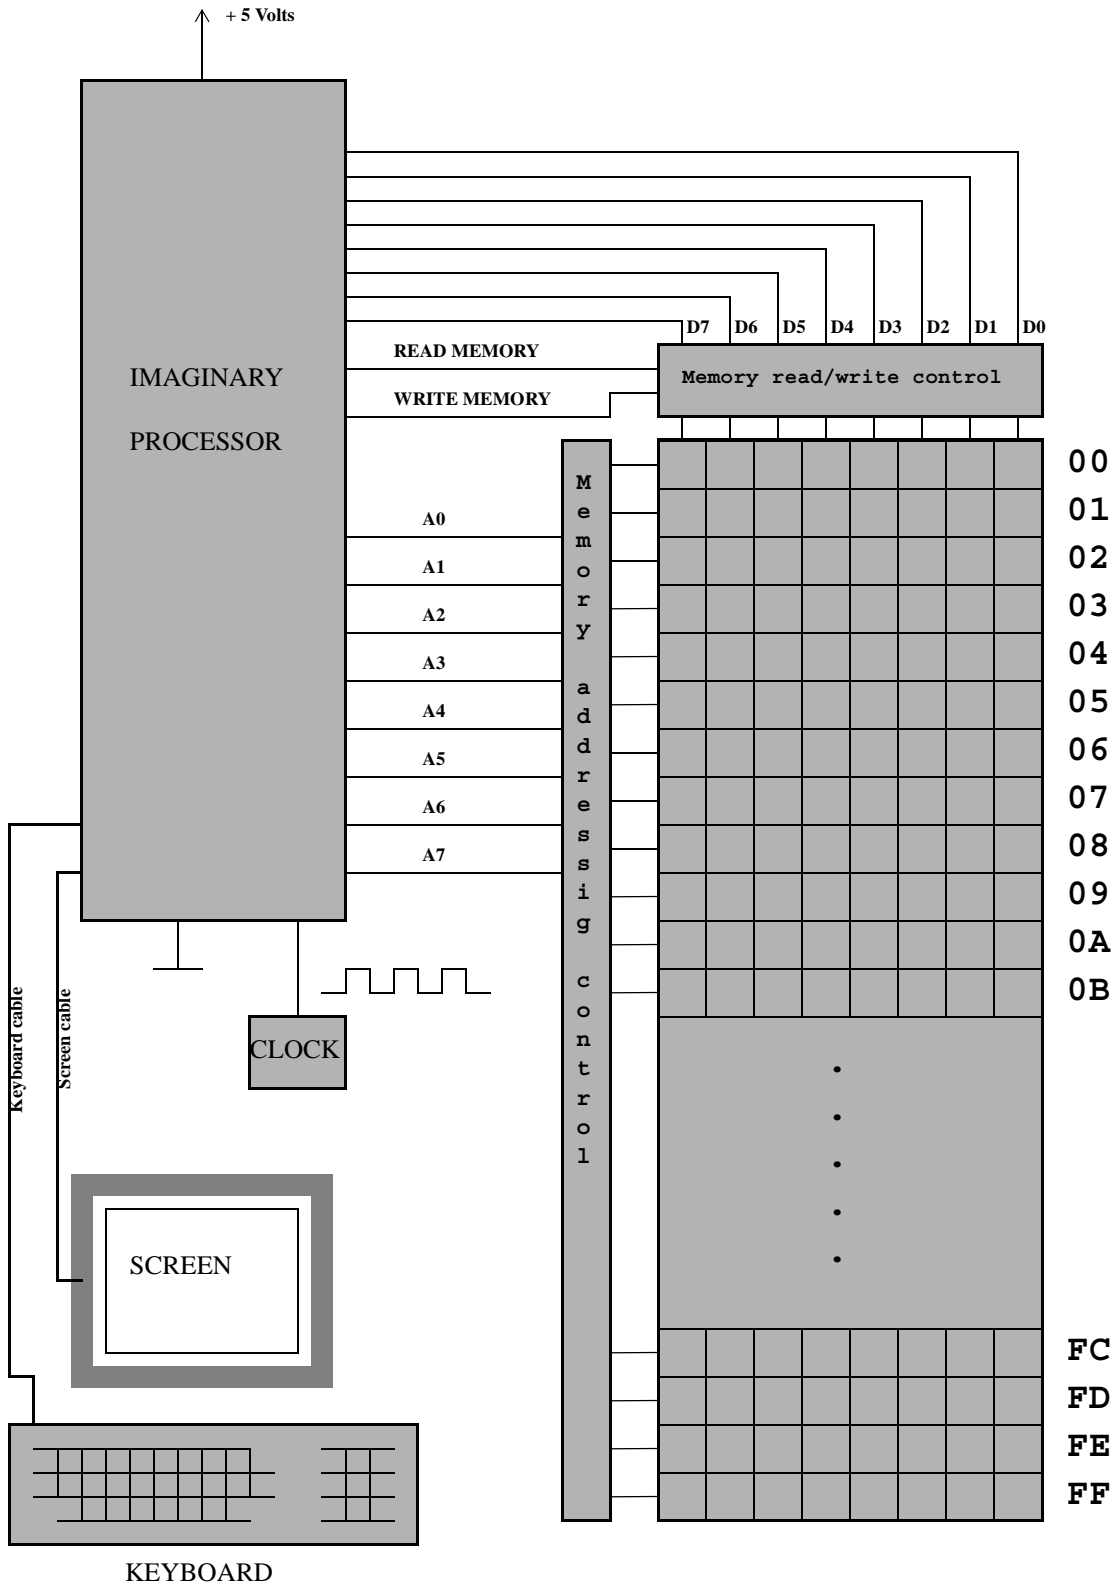 + 5 Volts
D7 D6 D5 D4 D3 D2 D1 D0
READ MEMORY
Memory read/write control
WRITE MEMORY
IMAGINARY
PROCESSOR
A0
A1
A2
A3
A4
A5
A6
A7
Memory addressig control
00
01
02
03
04
05
06
07
08
09
0A
0B
FC
FD
FE
FF
Keyboard cable
Screen cable
CLOCK
SCREEN
KEYBOARD